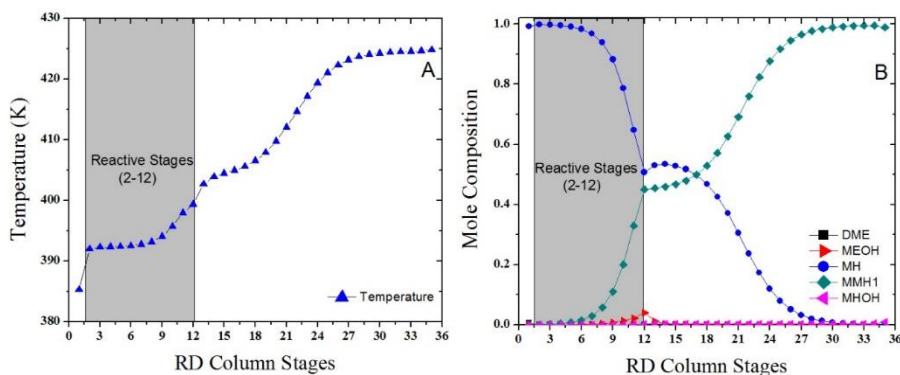 A
Temperature (K)
420
410
400
390
380
Reactive Stages
(2-12)
Temperature
0 3 6 9 12 15 18 21 24 27 30 33 36
RD Column Stages
B
Mole Composition
1.0
0.8
0.6
0.4
0.2
0.0
Reactive Stages
(2-12)
DME
MEOH
MH
MMH1
MHOH
0 3 6 9 12 15 18 21 24 27 30 33 36
RD Column Stages